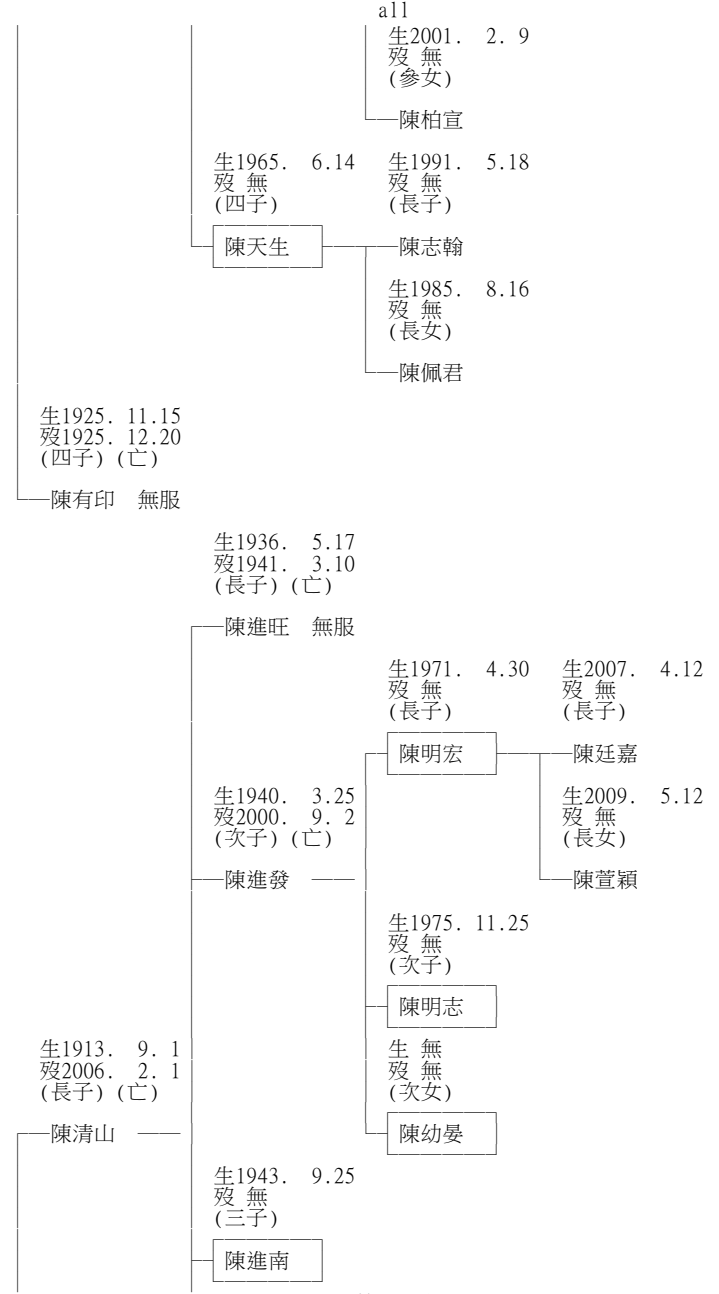 all
生2001. 2. 9
歿 無
(參女)
陳柏宣
生1965. 6.14
歿 無
(四子)
陳天生
生1991. 5.18
歿 無
(長子)
陳志翰
生1985. 8.16
歿 無
(長女)
陳佩君
生1925. 11.15
歿1925. 12.20
(四子)(亡)
陳有印 無服
生1936. 5.17
歿1941. 3.10
(長子)(亡)
陳進旺 無服
生1971. 4.30
歿 無
(長子)
陳明宏
生2007. 4.12
歿 無
(長子)
陳廷嘉
生1940. 3.25
歿2000. 9. 2
(次子)(亡)
陳進發
生2009. 5.12
歿 無
(長女)
陳萱穎
生1975. 11.25
歿 無
(次子)
陳明志
生1913. 9. 1
歿2006. 2. 1
(長子)(亡)
陳清山
生 無
歿 無
(次女)
陳幼晏
生1943. 9.25
歿 無
(三子)
陳進南